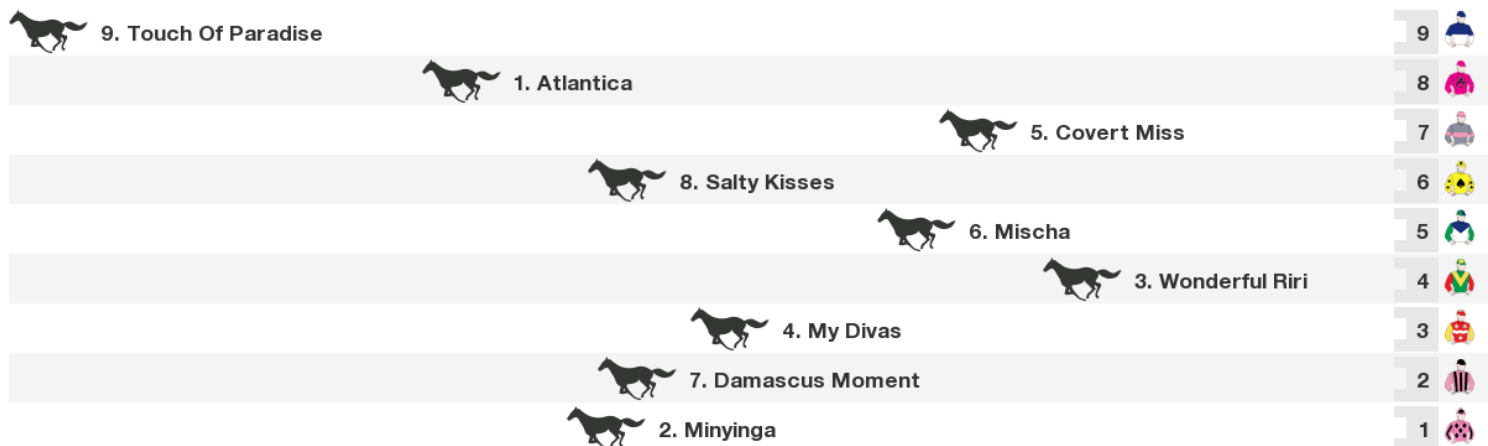 9. Touch Of Paradise 9
1. Atlantica 8
5. Covert Miss 7
8. Salty Kisses 6
6. Mischa 5
3. Wonderful Riri 4
4. My Divas 3
7. Damascus Moment 2
2. Minyinga 1